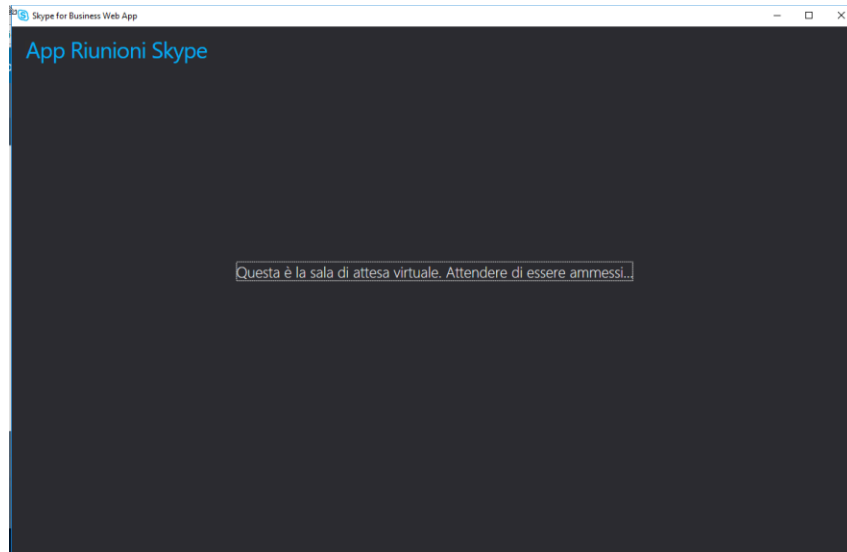 Skype for Business Web App
App Riunioni Skype
Questa è la sala di attesa virtuale. Attendere di essere ammessi...